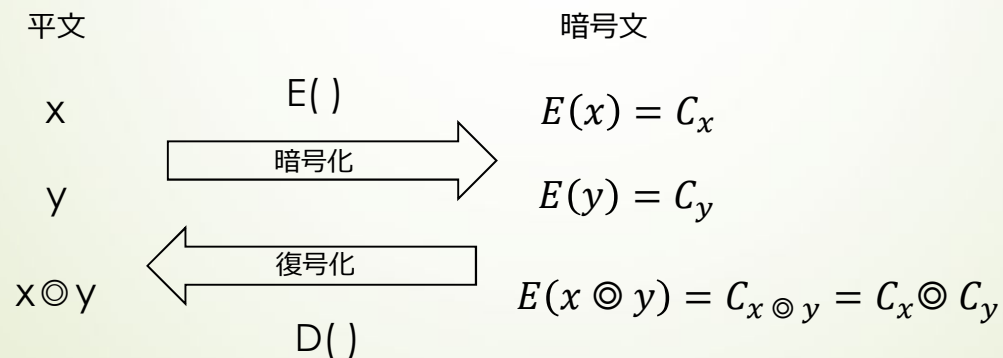 平文
暗号文
E( )
x
E(x) = C_x
暗号化
y
E(y) = C_y
復号化
x◎y
E(x ◎ y) = C_{x ◎ y} = C_x◎ C_y
D( )